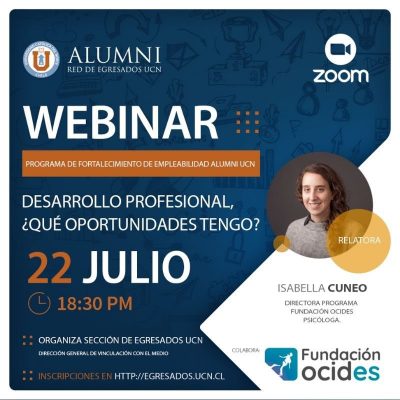 ALUMNI
RED DE EGRESADOS UCN
zoom
WEBINAR
PROGRAMA DE FORTALECIMIENTO DE EMPLEABILIDAD ALUMNI UCN
DESARROLLO PROFESIONAL,
¿QUÉ OPORTUNIDADES TENGO?
RELATORA
22 JULIO
18:30 PM
ISABELLA CUNEO
DIRECTORA PROGRAMA
FUNDACIÓN OCIDES
PSICÓLOGA.
ORGANIZA SECCIÓN DE EGRESADOS UCN
DIRECCIÓN GENERAL DE VINCULACIÓN CON EL MEDIO
COLABORA:
Fundación
ocides
INSCRIPCIONES EN HTTP://EGRESADOS.UCN.CL